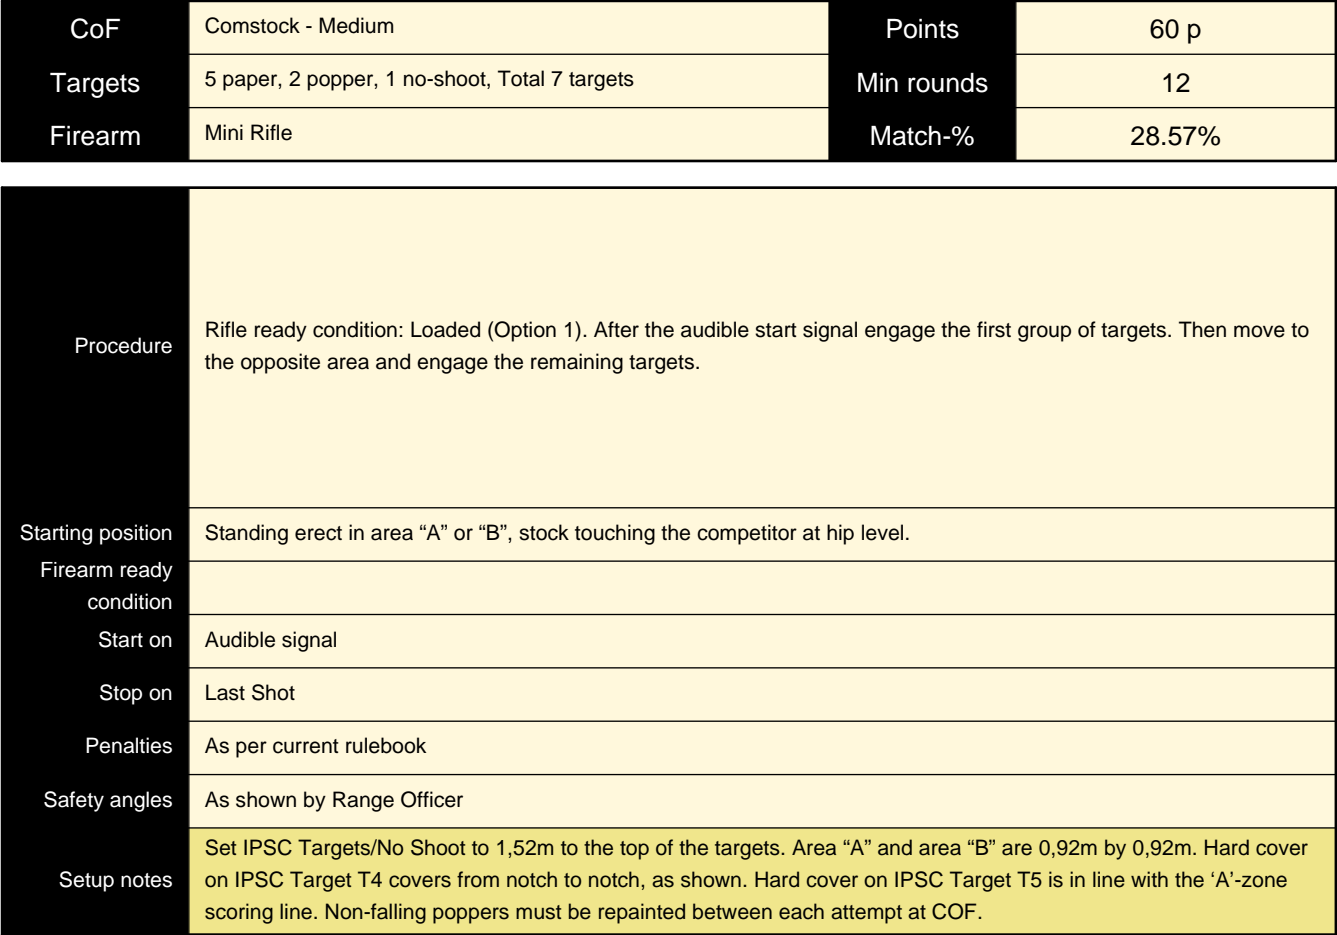 CoF Comstock - Medium Points 60 p
Targets 5 paper, 2 popper, 1 no-shoot, Total 7 targets Min rounds 12
Firearm Mini Rifle Match-% 28.57%
Procedure
Rifle ready condition: Loaded (Option 1). After the audible start signal engage the first group of targets. Then move to
the opposite area and engage the remaining targets.
Starting position Standing erect in area “A” or “B”, stock touching the competitor at hip level.
Firearm ready
condition
Start on Audible signal
Stop on Last Shot
Penalties As per current rulebook
Safety angles As shown by Range Officer
Setup notes
Set IPSC Targets/No Shoot to 1,52m to the top of the targets. Area “A” and area “B” are 0,92m by 0,92m. Hard cover
on IPSC Target T4 covers from notch to notch, as shown. Hard cover on IPSC Target T5 is in line with the ‘A’-zone
scoring line. Non-falling poppers must be repainted between each attempt at COF.